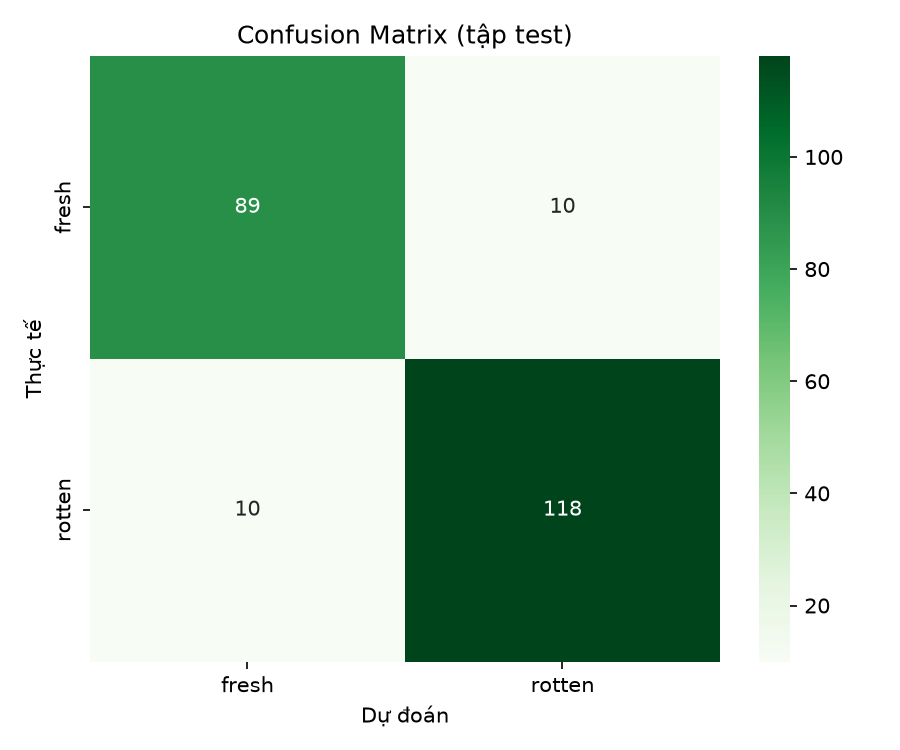 Confusion Matrix (tập test)
Thực tế
fresh
rotten
89
10
10
118
fresh
rotten
Dự đoán
100
80
60
40
20